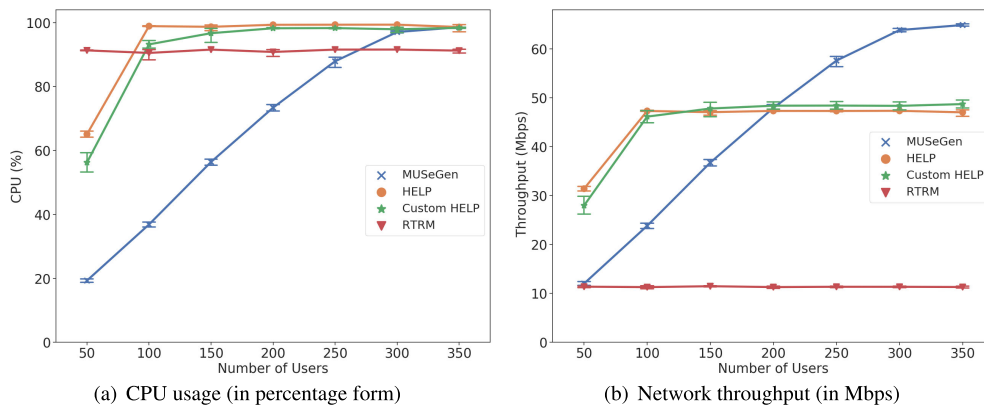 100
80
60
40
20
0
CPU (%)
MUSeGen
HELP
Custom HELP
RTRM
50 100 150 200 250 300 350
Number of Users
(a) CPU usage (in percentage form)
60
50
40
30
20
10
0
Throughput (Mbps)
MUSeGen
HELP
Custom HELP
RTRM
50 100 150 200 250 300 350
Number of Users
(b) Network throughput (in Mbps)